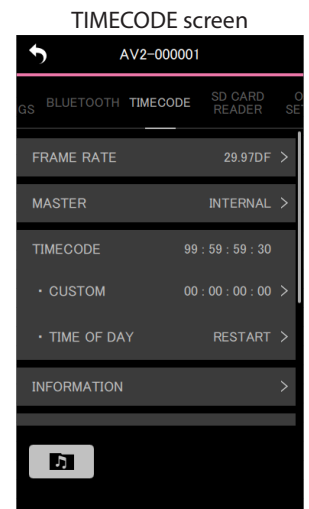 TIMECODE screen
AV2-000001
GS BLUETOOTH TIMECODE SD CARD READER O SE
FRAME RATE 29.97DF >
MASTER INTERNAL >
TIMECODE 99 : 59 : 59 : 30
・CUSTOM 00 : 00 : 00 : 00 >
・TIME OF DAY RESTART >
INFORMATION >